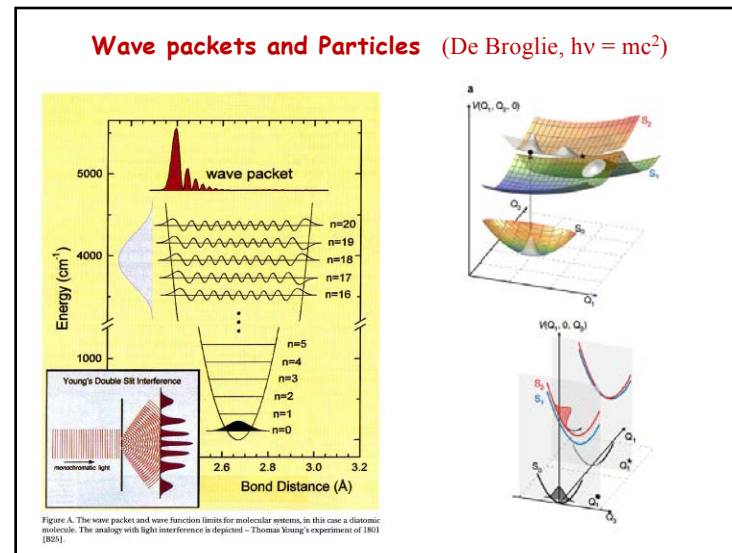 Wave packets and Particles (De Broglie, hν = mc²)
wave packet
5000
4000
1000
Energy (cm⁻¹)
n=20
n=19
n=18
n=17
n=16
n=5
n=4
n=3
n=2
n=1
n=0
2.6 2.8 3.0 3.2
Bond Distance (Å)
Young's Double Slit Interference
monochromatic light
Figure A. The wave packet and wave function limits for molecular systems, in this case a diatomic
molecule. The analogy with light interference is depicted – Thomas Young's experiment of 1801
[B25].
a
V(Q₁, Q₂, 0)
S₂
S₁
Q₂
S₀
Q₁
V(Q₁, 0, Q₃)
S₂
S₁
Q₁
S₀
Q₁*
Q₁●
Q₃